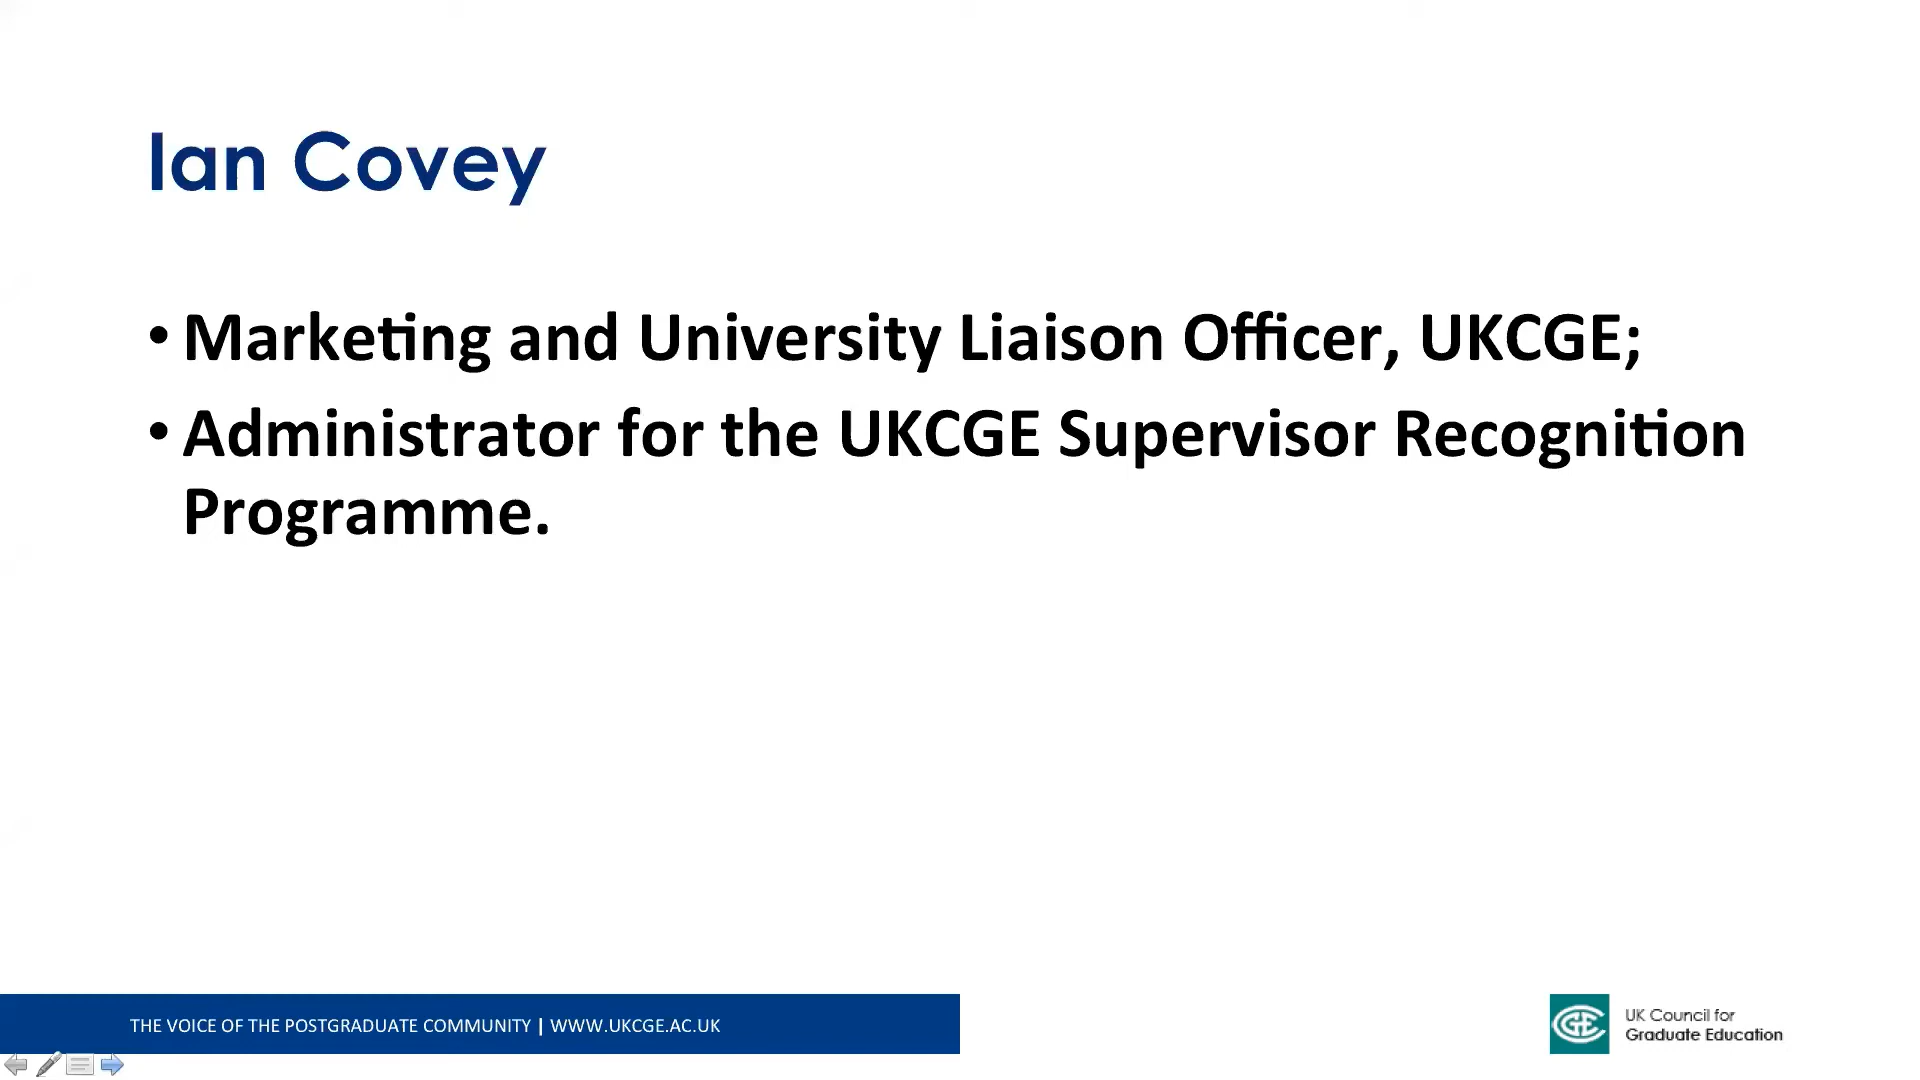 Ian Covey
• Marketing and University Liaison Officer, UKCGE;
• Administrator for the UKCGE Supervisor Recognition
Programme.
THE VOICE OF THE POSTGRADUATE COMMUNITY | WWW.UKCGE.AC.UK
CGE
UK Council for
Graduate Education